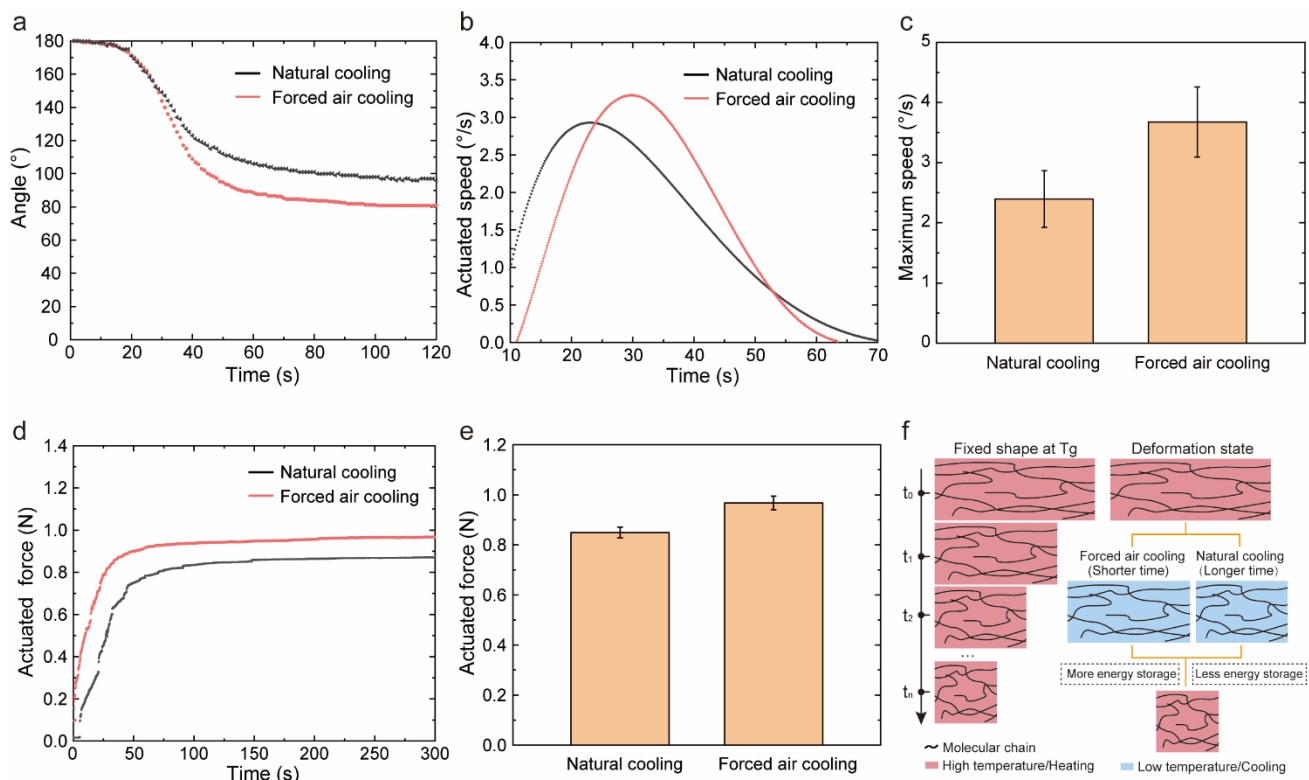 a
180
160
140
120
100
80
60
40
20
0
Angle (°)
Natural cooling
Forced air cooling
0 20 40 60 80 100 120
Time (s)
b
4.0
3.5
3.0
2.5
2.0
1.5
1.0
0.5
0.0
Actuated speed (°/s)
Natural cooling
Forced air cooling
10 20 30 40 50 60 70
Time (s)
c
5
4
3
2
1
0
Maximum speed (°/s)
Natural cooling Forced air cooling
d
1.4
1.2
1.0
0.8
0.6
0.4
0.2
0.0
Actuated force (N)
Natural cooling
Forced air cooling
0 50 100 150 200 250 300
Time (s)
e
1.2
1.0
0.8
0.6
0.4
0.2
0.0
Actuated force (N)
Natural cooling Forced air cooling
f
Fixed shape at Tg Deformation state
t0
t1
t2
...
tn
Forced air cooling Natural cooling
(Shorter time) (Longer time)
More energy storage Less energy storage
Molecular chain
High temperature/Heating Low temperature/Cooling